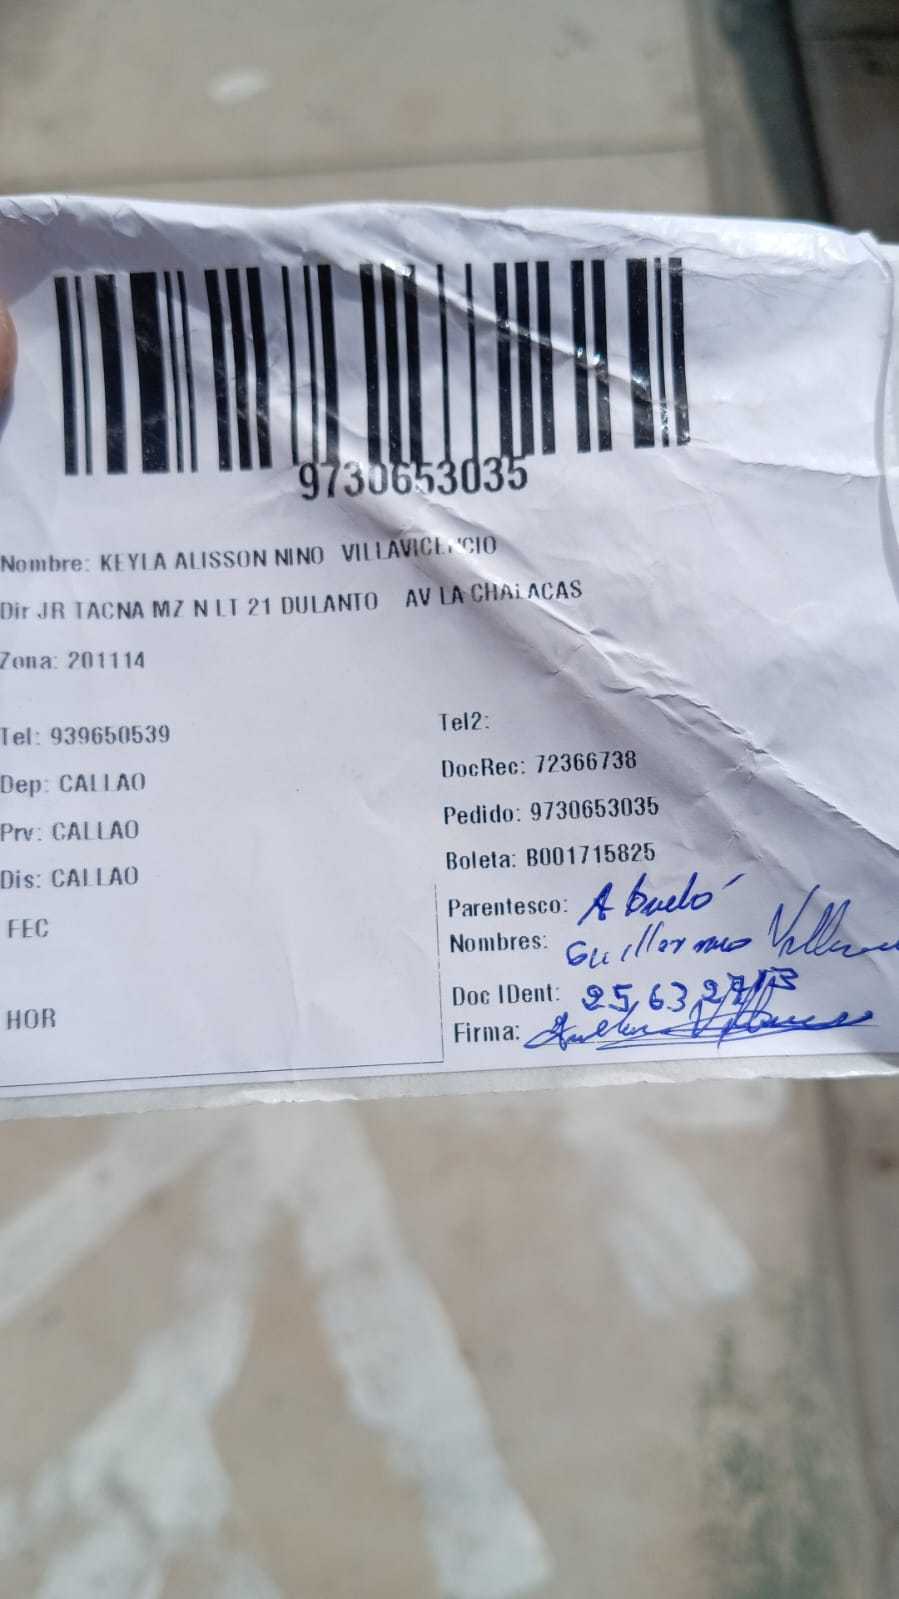 9730653035
Nombre: KEYLA ALISSON NINO VILLAVICENCIO
Dir JR TACNA MZ N LT 21 DULANTO AV LA CHALACAS
Zona: 201114
Tel: 939650539 Tel2:
Dep: CALLAO DocRec: 72366738
Prv: CALLAO Pedido: 9730653035
Dis: CALLAO Boleta: B001715825
FEC Parentesco: Abuelo
Nombres: Guillermo
HOR Doc IDent:
Firma: